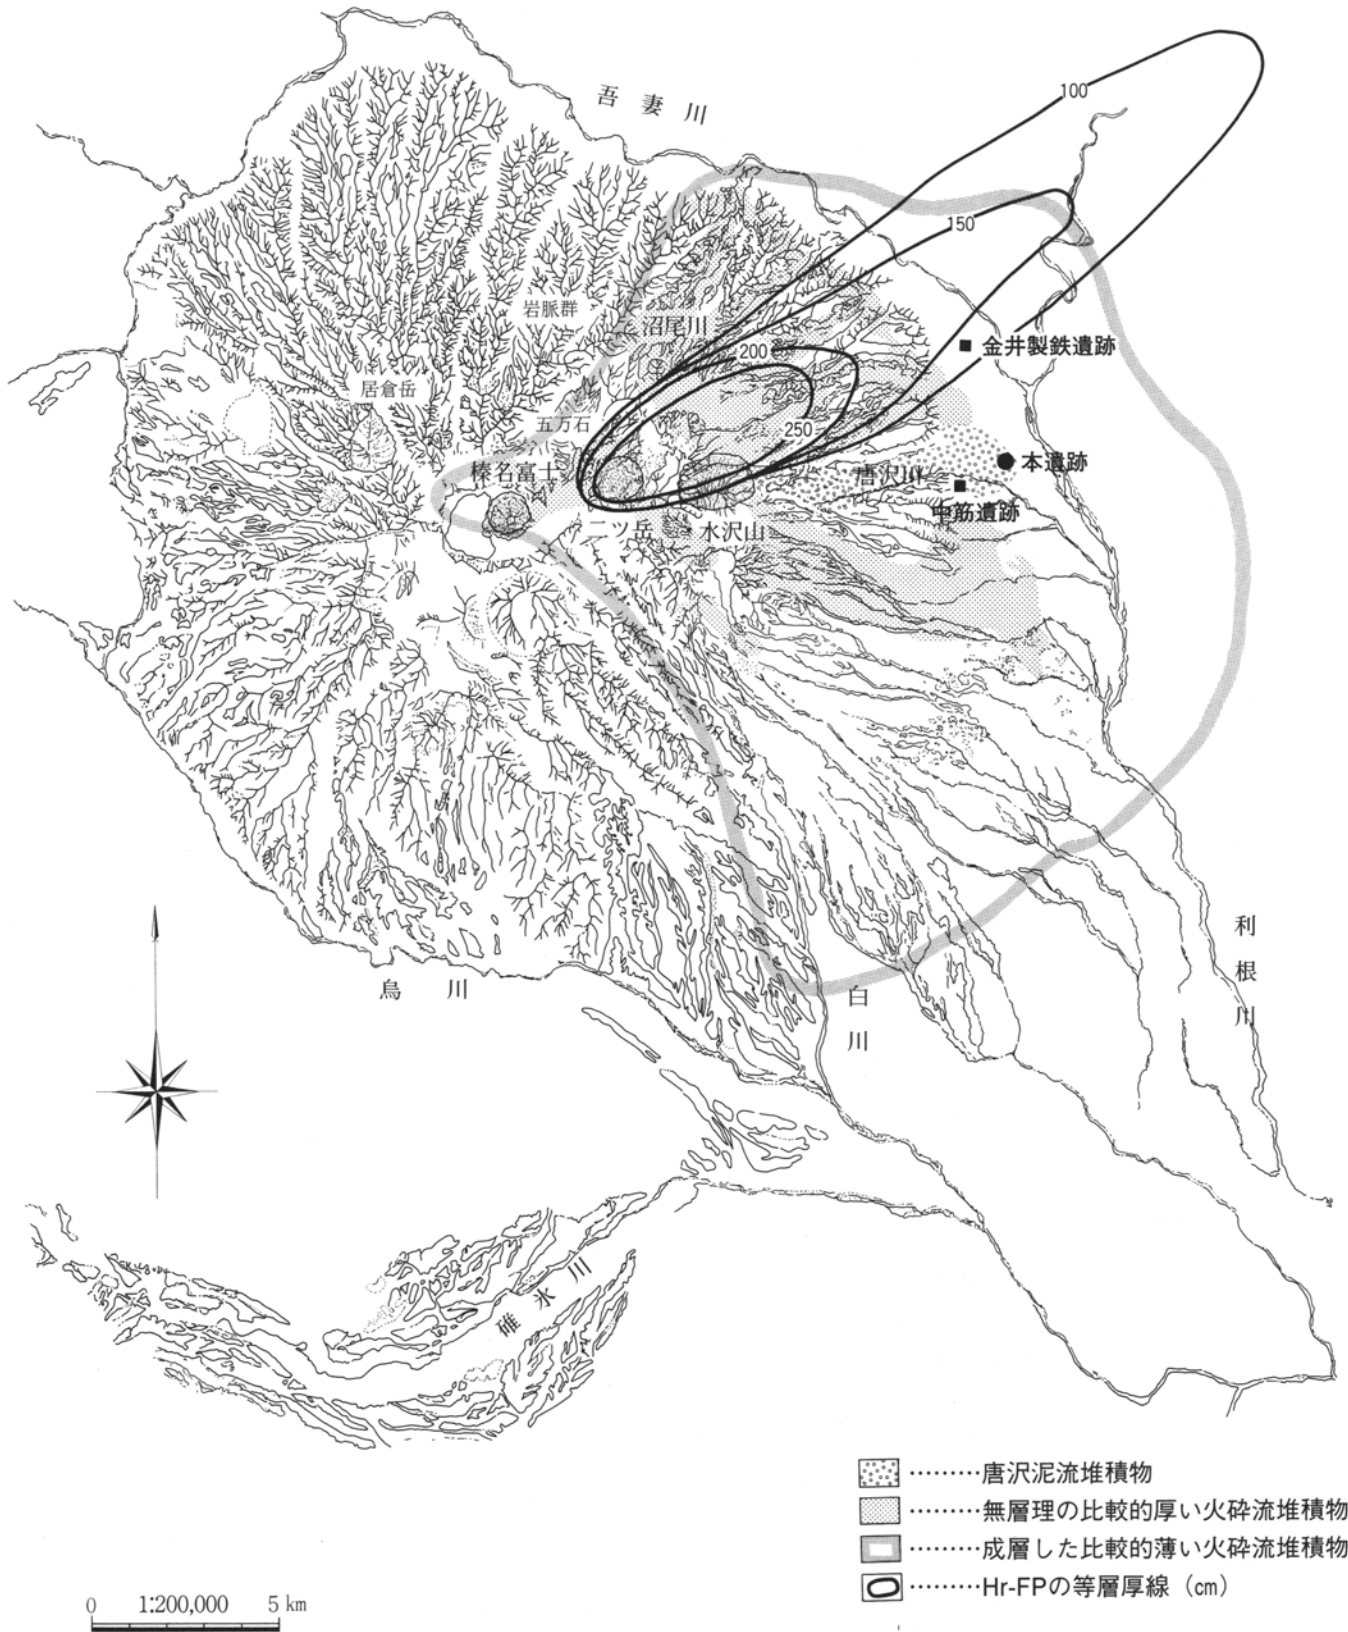 吾妻川
100
150
岩脈群
沼尾川
金井製鉄遺跡
200
居倉岳
五万石
250
本遺跡
榛名富士
唐沢川
中筋遺跡
二ツ岳
水沢山
利根川
烏川
白川
碓氷川
唐沢泥流堆積物
無層理の比較的厚い火砕流堆積物
成層した比較的薄い火砕流堆積物
Hr-FPの等層厚線（cm）
0 1:200,000 5 km